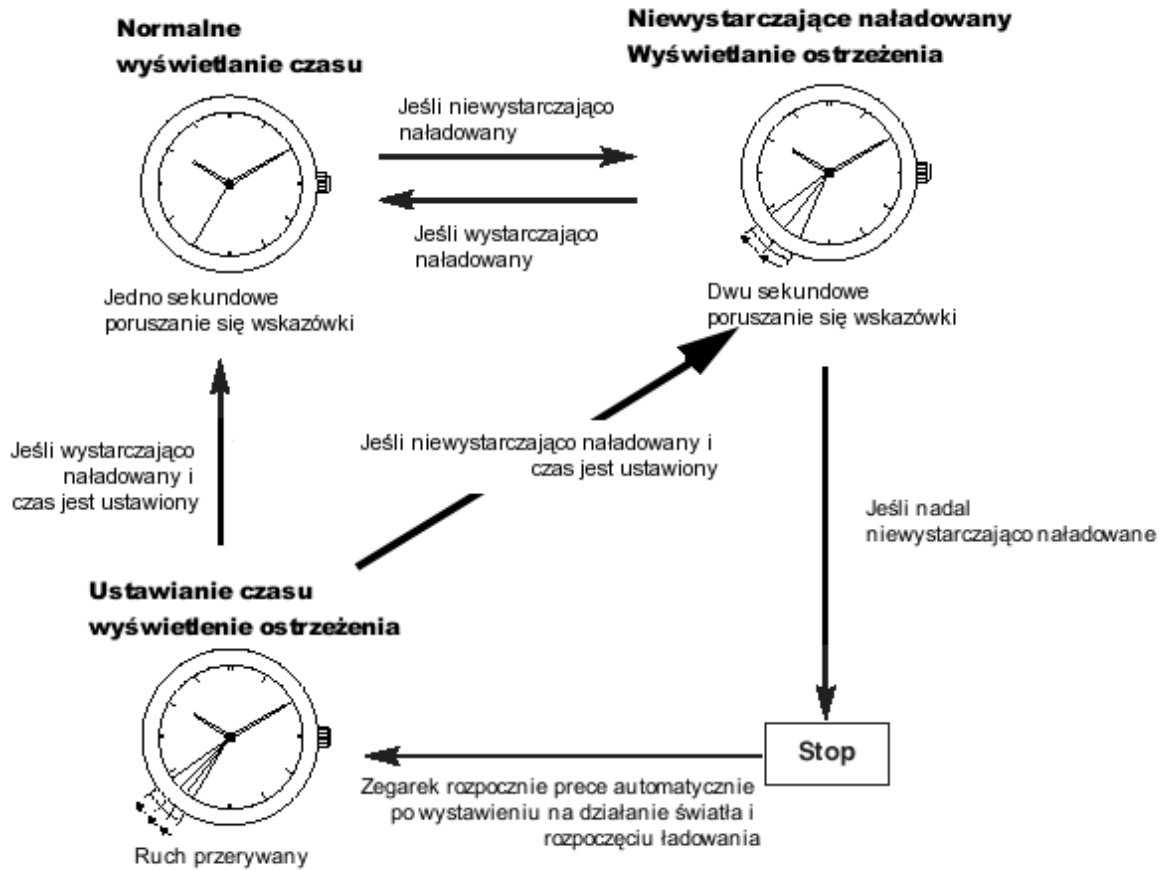 Normalne
wyświetlanie czasu
Niewystarczające naładowany
Wyświetlanie ostrzeżenia
Jeśli niewystarczająco
naładowany
Jeśli wystarczająco
naładowany
Jedno sekundowe
poruszanie się wskazówki
Dwu sekundowe
poruszanie się wskazówki
Jeśli wystarczająco
naładowany i
czas jest ustawiony
Jeśli niewystarczająco naładowany i
czas jest ustawiony
Jeśli nadal
niewystarczająco naładowane
Ustawianie czasu
wyświetlenie ostrzeżenia
Stop
Zegarek rozpocznie prece automatycznie
po wystawieniu na działanie światła i
rozpoczęciu ładowania
Ruch przerywany